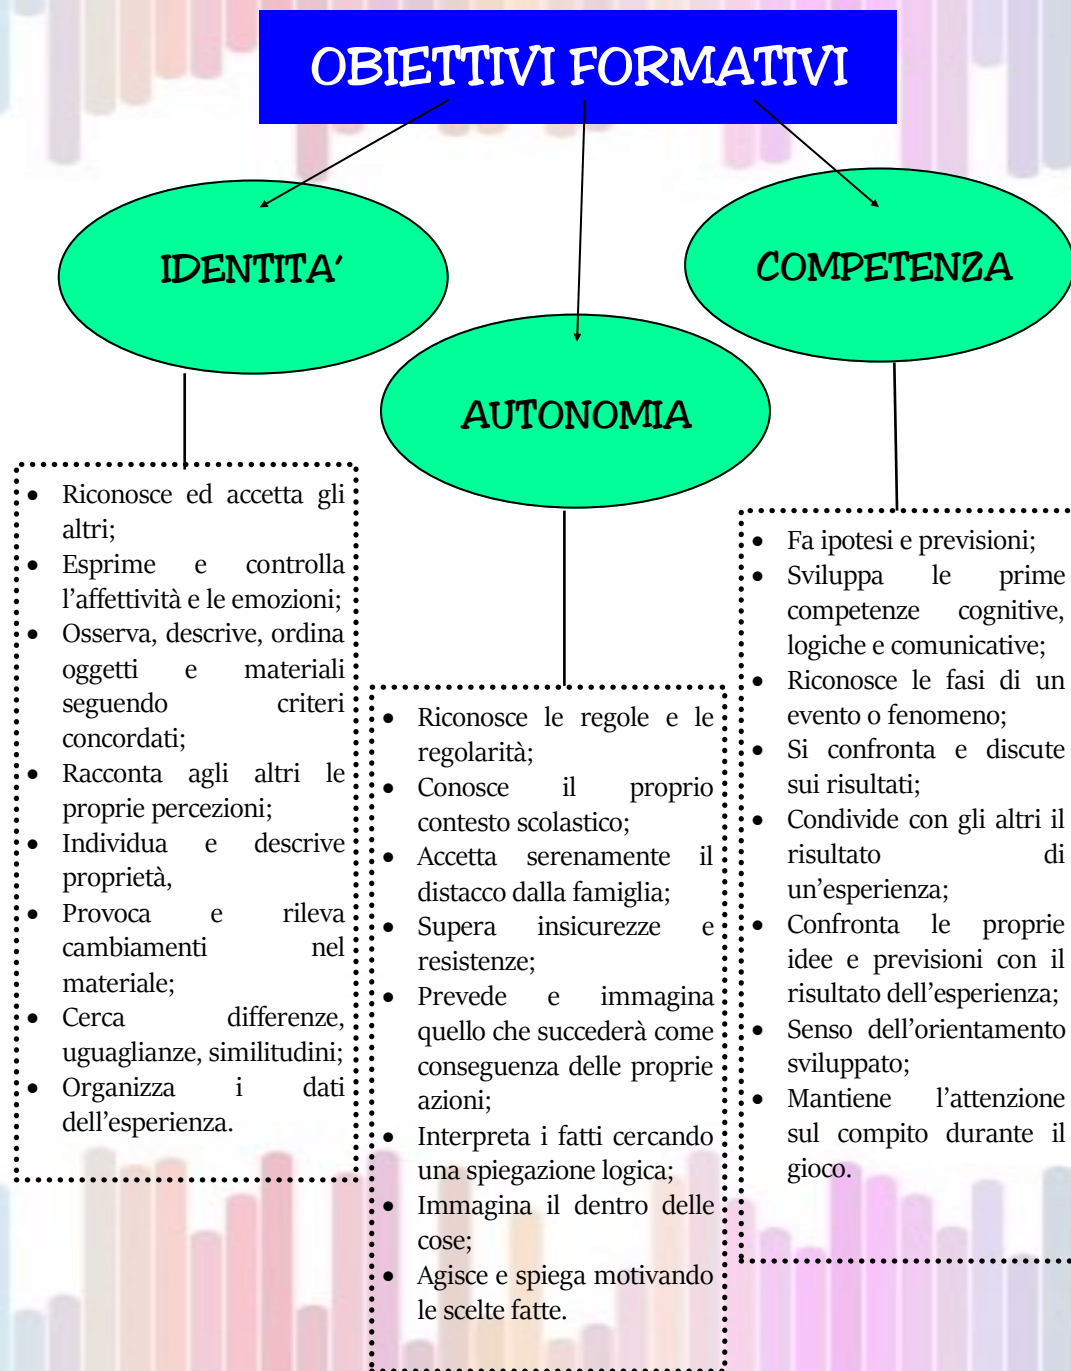 OBIETTIVI FORMATIVI
IDENTITA’
COMPETENZA
AUTONOMIA
• Riconosce ed accetta gli
altri;
• Esprime e controlla
l’affettività e le emozioni;
• Osserva, descrive, ordina
oggetti e materiali
seguendo criteri
concordati;
• Racconta agli altri le
proprie percezioni;
• Individua e descrive
proprietà,
• Provoca e rileva
cambiamenti nel
materiale;
• Cerca differenze,
uguaglianze, similitudini;
• Organizza i dati
dell’esperienza.
• Riconosce le regole e le
regolarità;
• Conosce il proprio
contesto scolastico;
• Accetta serenamente il
distacco dalla famiglia;
• Supera insicurezze e
resistenze;
• Prevede e immagina
quello che succederà come
conseguenza delle proprie
azioni;
• Interpreta i fatti cercando
una spiegazione logica;
• Immagina il dentro delle
cose;
• Agisce e spiega motivando
le scelte fatte.
• Fa ipotesi e previsioni;
• Sviluppa le prime
competenze cognitive,
logiche e comunicative;
• Riconosce le fasi di un
evento o fenomeno;
• Si confronta e discute
sui risultati;
• Condivide con gli altri il
risultato di
un’esperienza;
• Confronta le proprie
idee e previsioni con il
risultato dell’esperienza;
• Senso dell’orientamento
sviluppato;
• Mantiene l’attenzione
sul compito durante il
gioco.